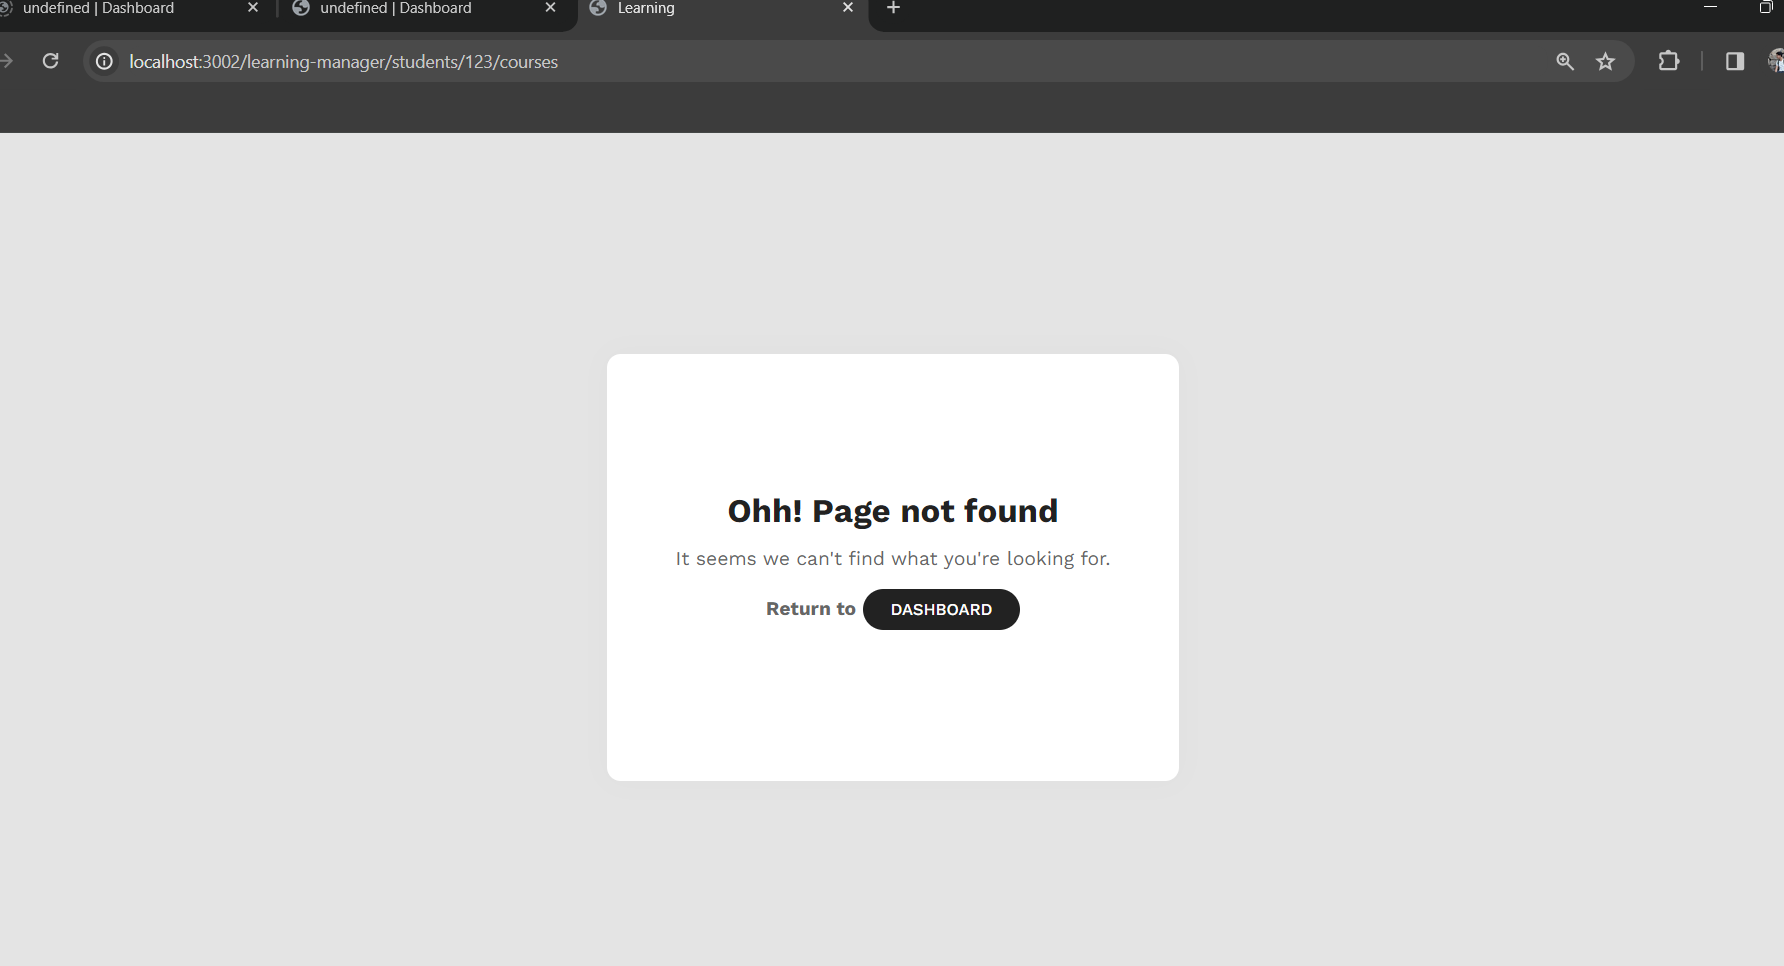 undefined | Dashboard
undefined | Dashboard
Learning
localhost:3002/learning-manager/students/123/courses
Ohh! Page not found
It seems we can't find what you're looking for.
Return to DASHBOARD